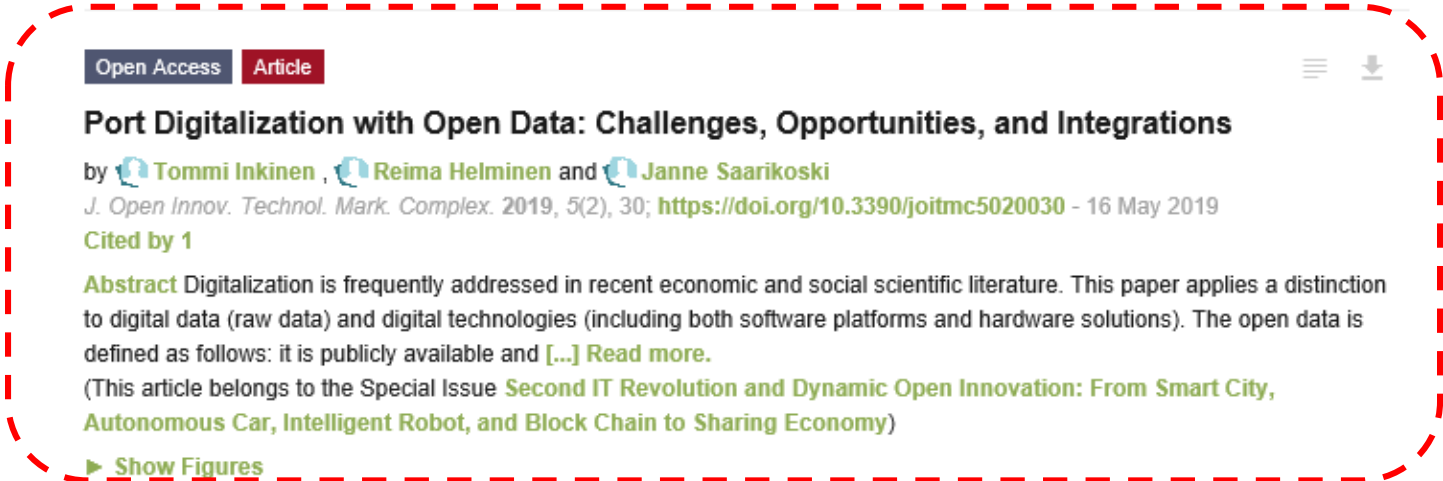 Open Access Article
Port Digitalization with Open Data: Challenges, Opportunities, and Integrations
by Tommi Inkinen , Reima Helminen and Janne Saarikoski
J. Open Innov. Technol. Mark. Complex. 2019, 5(2), 30; https://doi.org/10.3390/joitmc5020030 - 16 May 2019
Cited by 1
Abstract Digitalization is frequently addressed in recent economic and social scientific literature. This paper applies a distinction
to digital data (raw data) and digital technologies (including both software platforms and hardware solutions). The open data is
defined as follows: it is publicly available and [...] Read more.
(This article belongs to the Special Issue Second IT Revolution and Dynamic Open Innovation: From Smart City,
Autonomous Car, Intelligent Robot, and Block Chain to Sharing Economy)
► Show Figures